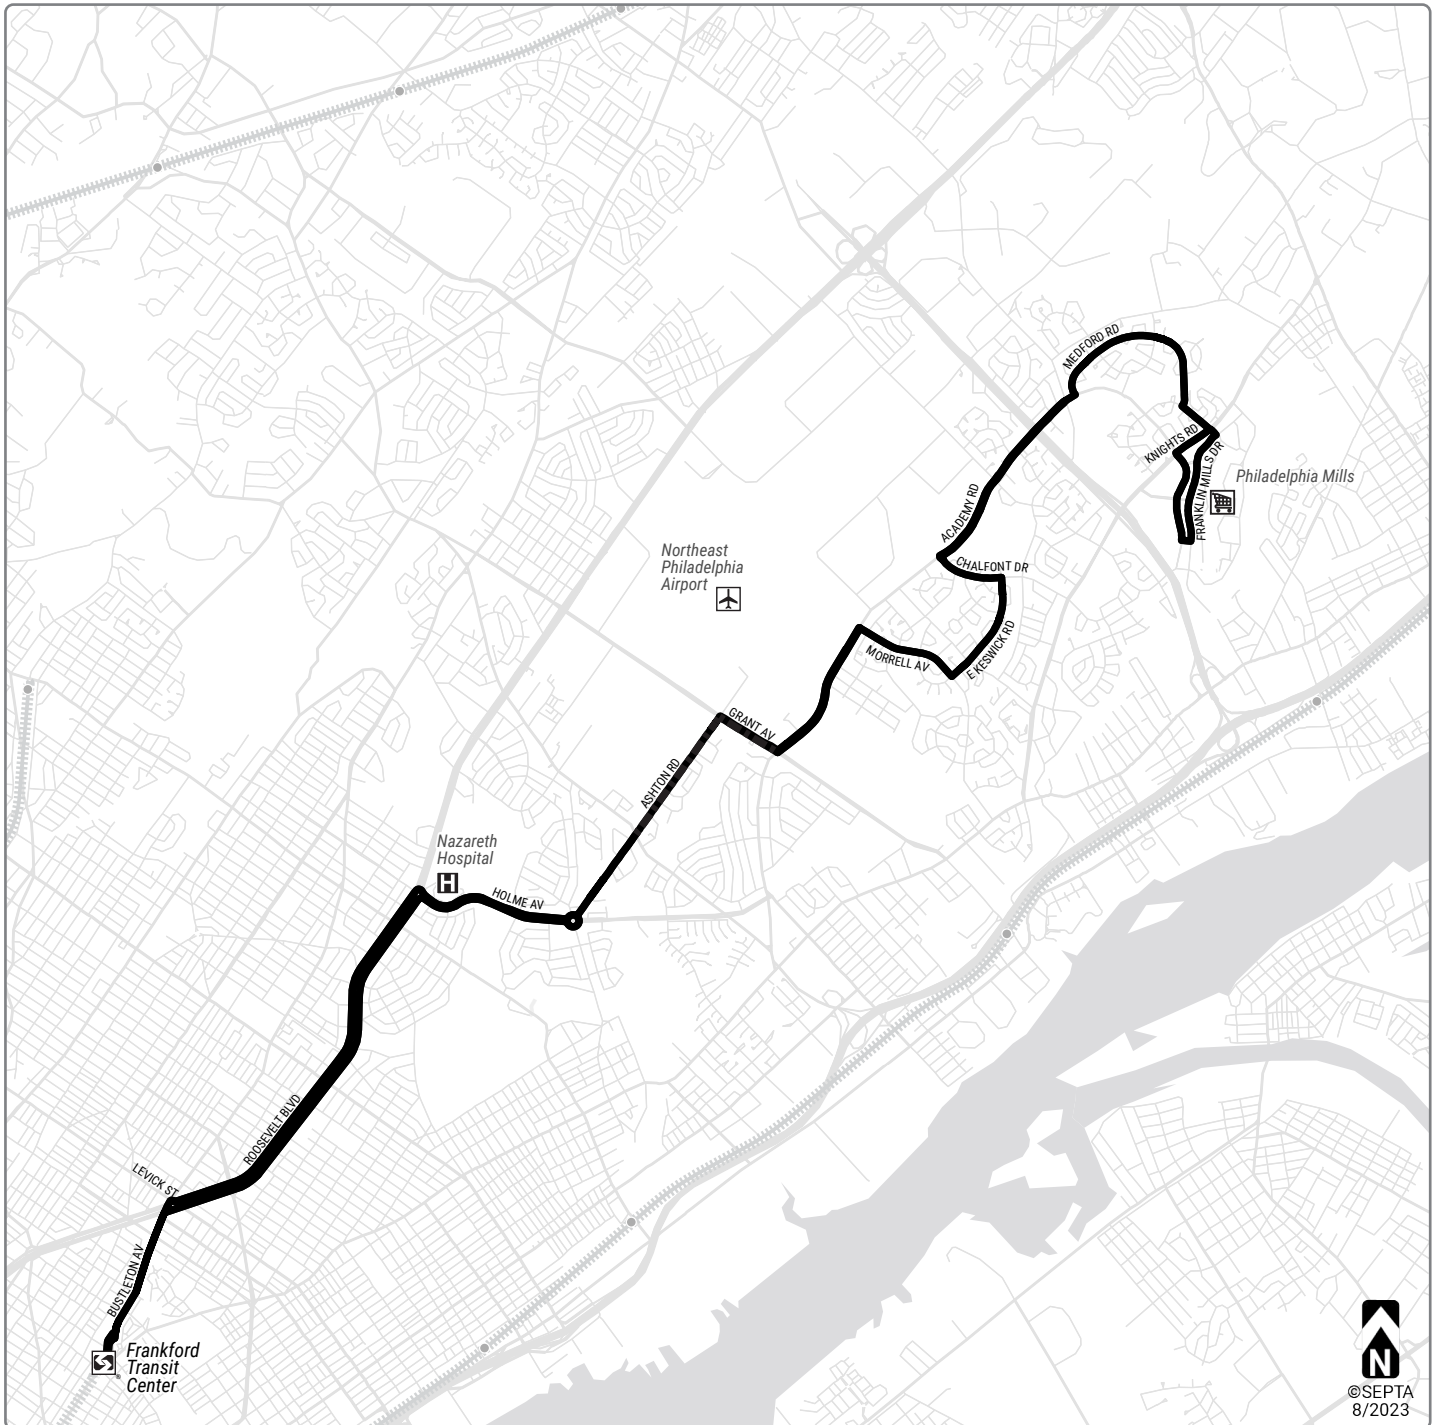 MEDFORD RD
KNIGHTS RD
FRANKLIN MILLS DR
Philadelphia Mills
ACADEMY RD
CHALFONT DR
Northeast
Philadelphia
Airport
E KESWICK RD
MORRELL AV
GRANT AV
ASHTON RD
Nazareth
Hospital
H
HOLME AV
ROOSEVELT BLVD
LEVICK ST
BUSTLETON AV
Frankford
Transit
Center
N
©SEPTA
8/2023